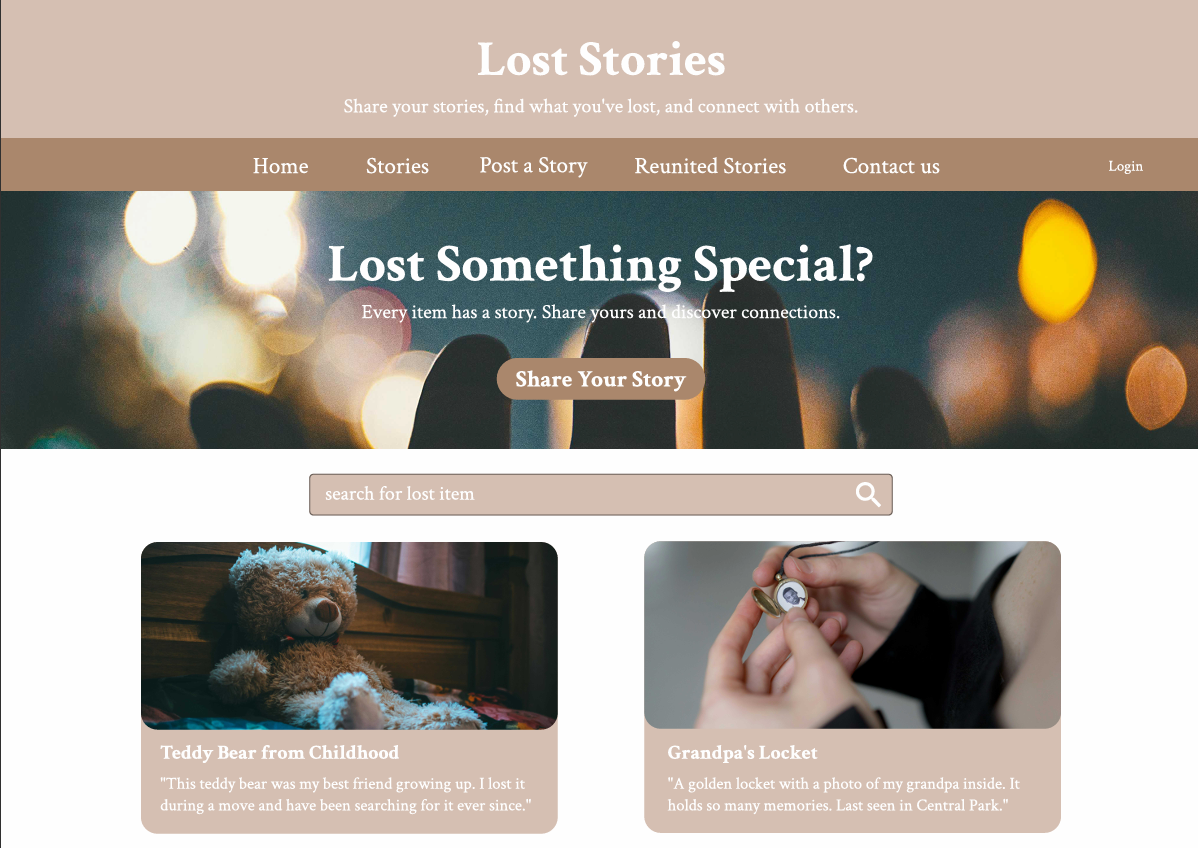 Lost Stories
Share your stories, find what you've lost, and connect with others.
Home Stories Post a Story Reunited Stories Contact us Login
Lost Something Special?
Every item has a story. Share yours and discover connections.
Share Your Story
search for lost item
Teddy Bear from Childhood
"This teddy bear was my best friend growing up. I lost it
during a move and have been searching for it ever since."
Grandpa's Locket
"A golden locket with a photo of my grandpa inside. It
holds so many memories. Last seen in Central Park."